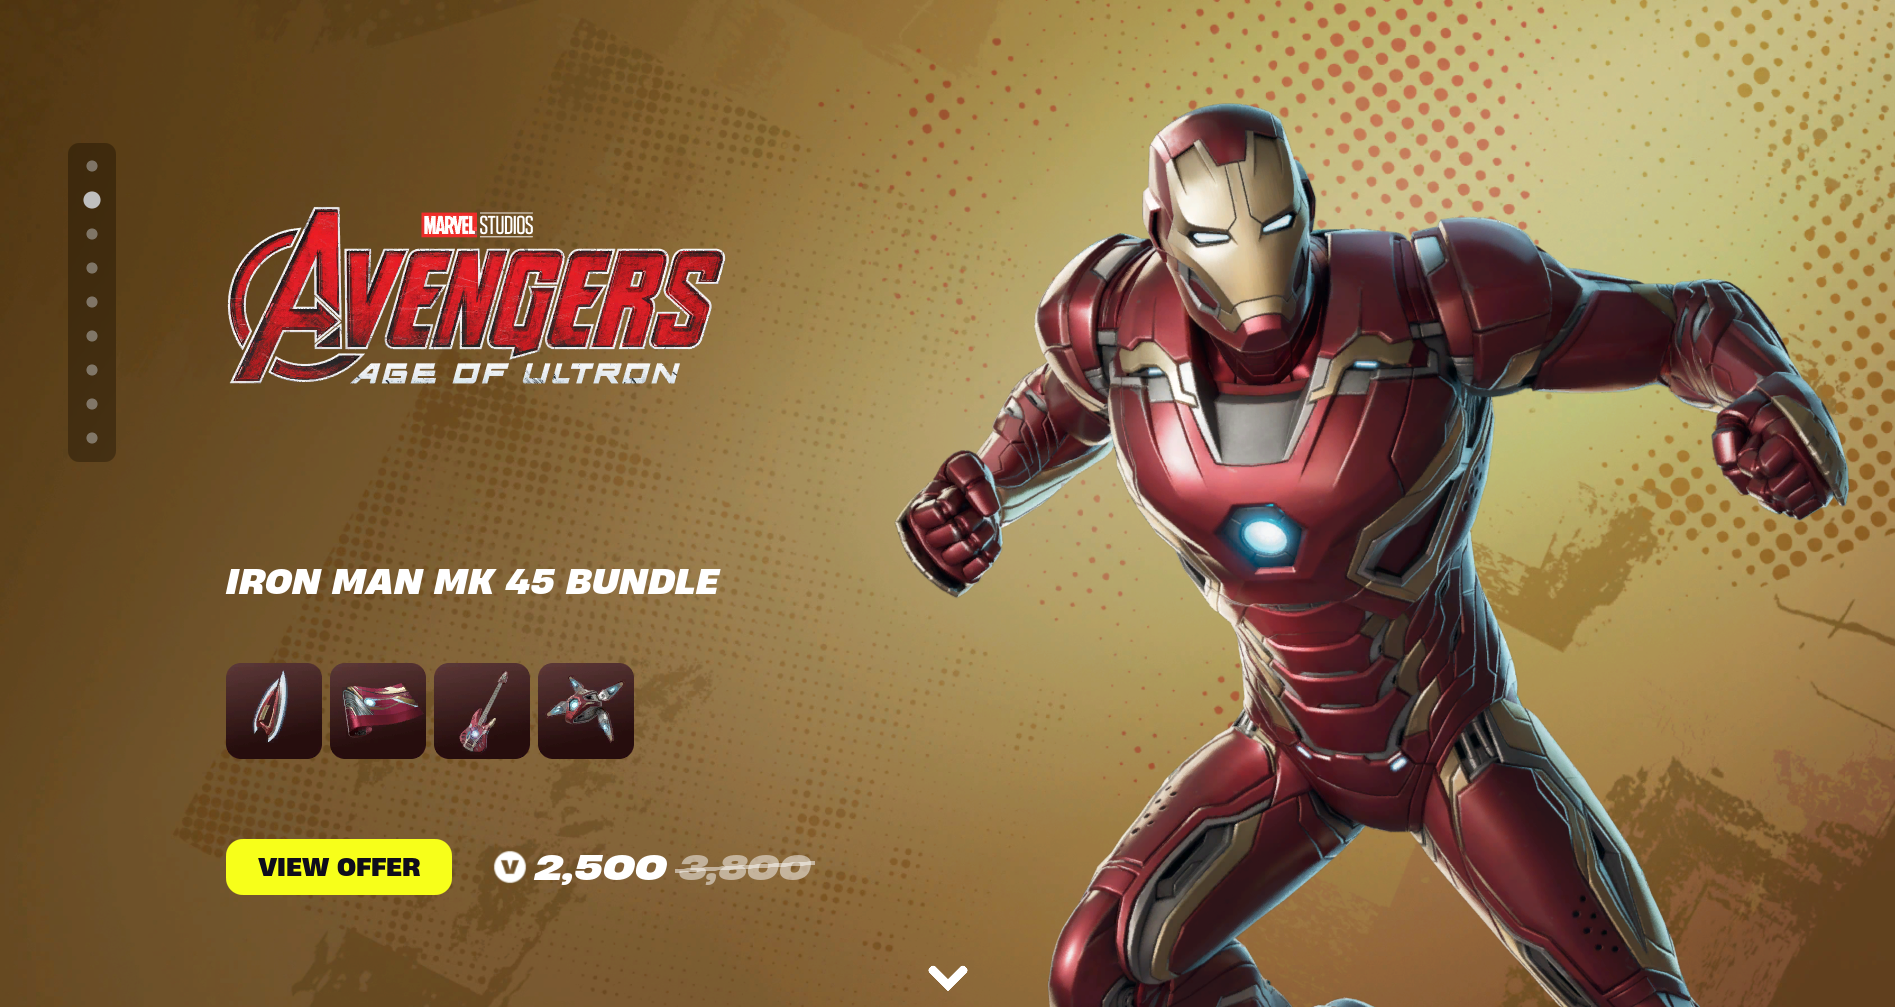 MARVEL STUDIOS
AVENGERS
AGE OF ULTRON
IRON MAN MK 45 BUNDLE
VIEW OFFER
V 2,500 3,800